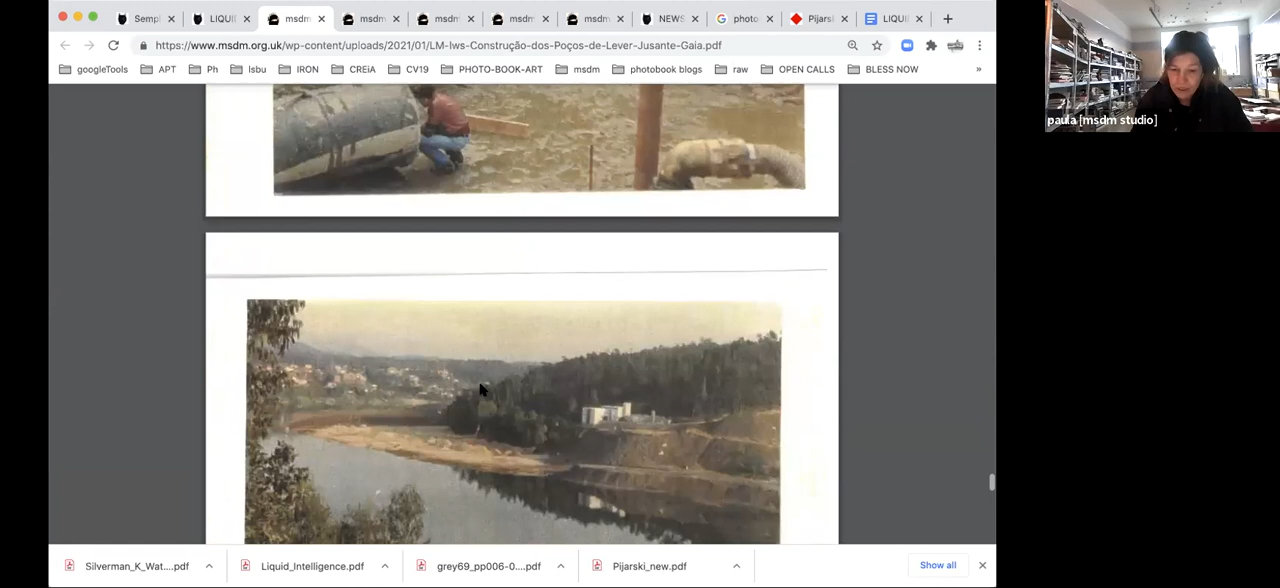 Semp LIQUI msdm msdm msdm msdm msdm NEWS photo Pijarsk LIQUI
https://www.msdm.org.uk/wp-content/uploads/2021/01/LM-Iws-Construção-dos-Poços-de-Lever-Jusante-Gaia.pdf
googleTools APT Ph Isbu IRON CREiA CV19 PHOTO-BOOK-ART msdm photobook blogs raw OPEN CALLS BLESS NOW »
paula [msdm studio]
Silverman_K_Wat....pdf Liquid_Intelligence.pdf grey69_pp006-0....pdf Pijarski_new.pdf Show all